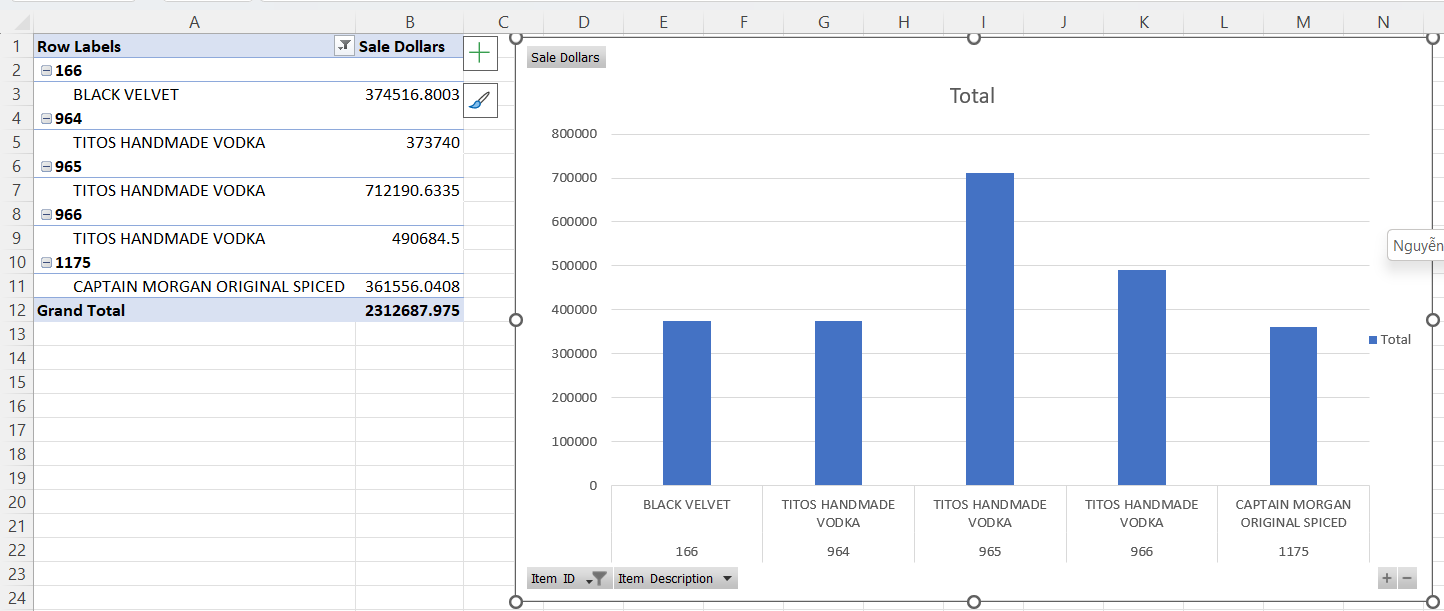 A B C D E F G H I J K L M N
1 Row Labels Sale Dollars
2 166
3 BLACK VELVET 374516.8003
4 964
5 TITOS HANDMADE VODKA 373740
6 965
7 TITOS HANDMADE VODKA 712190.6335
8 966
9 TITOS HANDMADE VODKA 490684.5
10 1175
11 CAPTAIN MORGAN ORIGINAL SPICED 361556.0408
12 Grand Total 2312687.975
13
14
15
16
17
18
19
20
21
22
23
24
Sale Dollars
Total
800000
700000
600000
500000
400000
300000
200000
100000
0
BLACK VELVET
166
TITOS HANDMADE
VODKA
964
TITOS HANDMADE
VODKA
965
TITOS HANDMADE
VODKA
966
CAPTAIN MORGAN
ORIGINAL SPICED
1175
Total
Nguyễn
Item ID
Item Description